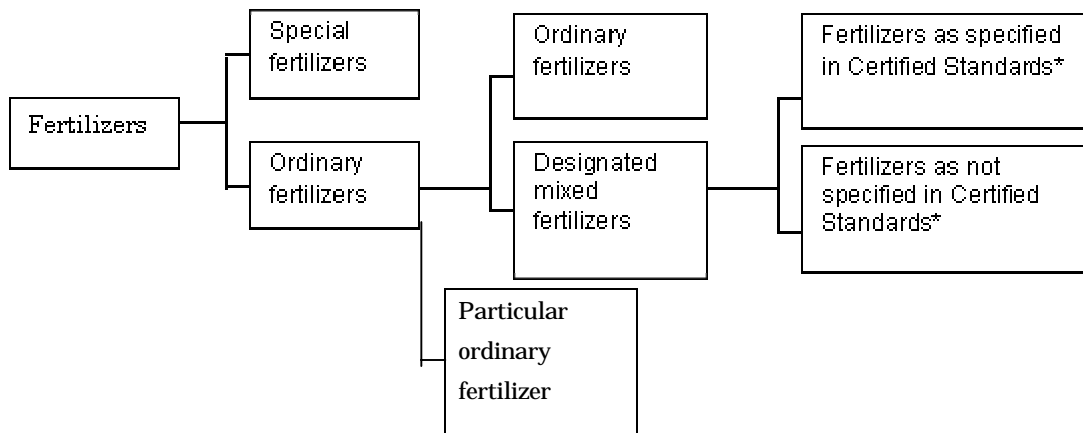 Fertilizers
Special
fertilizers
Ordinary
fertilizers
Ordinary
fertilizers
Designated
mixed
fertilizers
Particular
ordinary
fertilizer
Fertilizers as specified
in Certified Standards*
Fertilizers as not
specified in Certified
Standards*